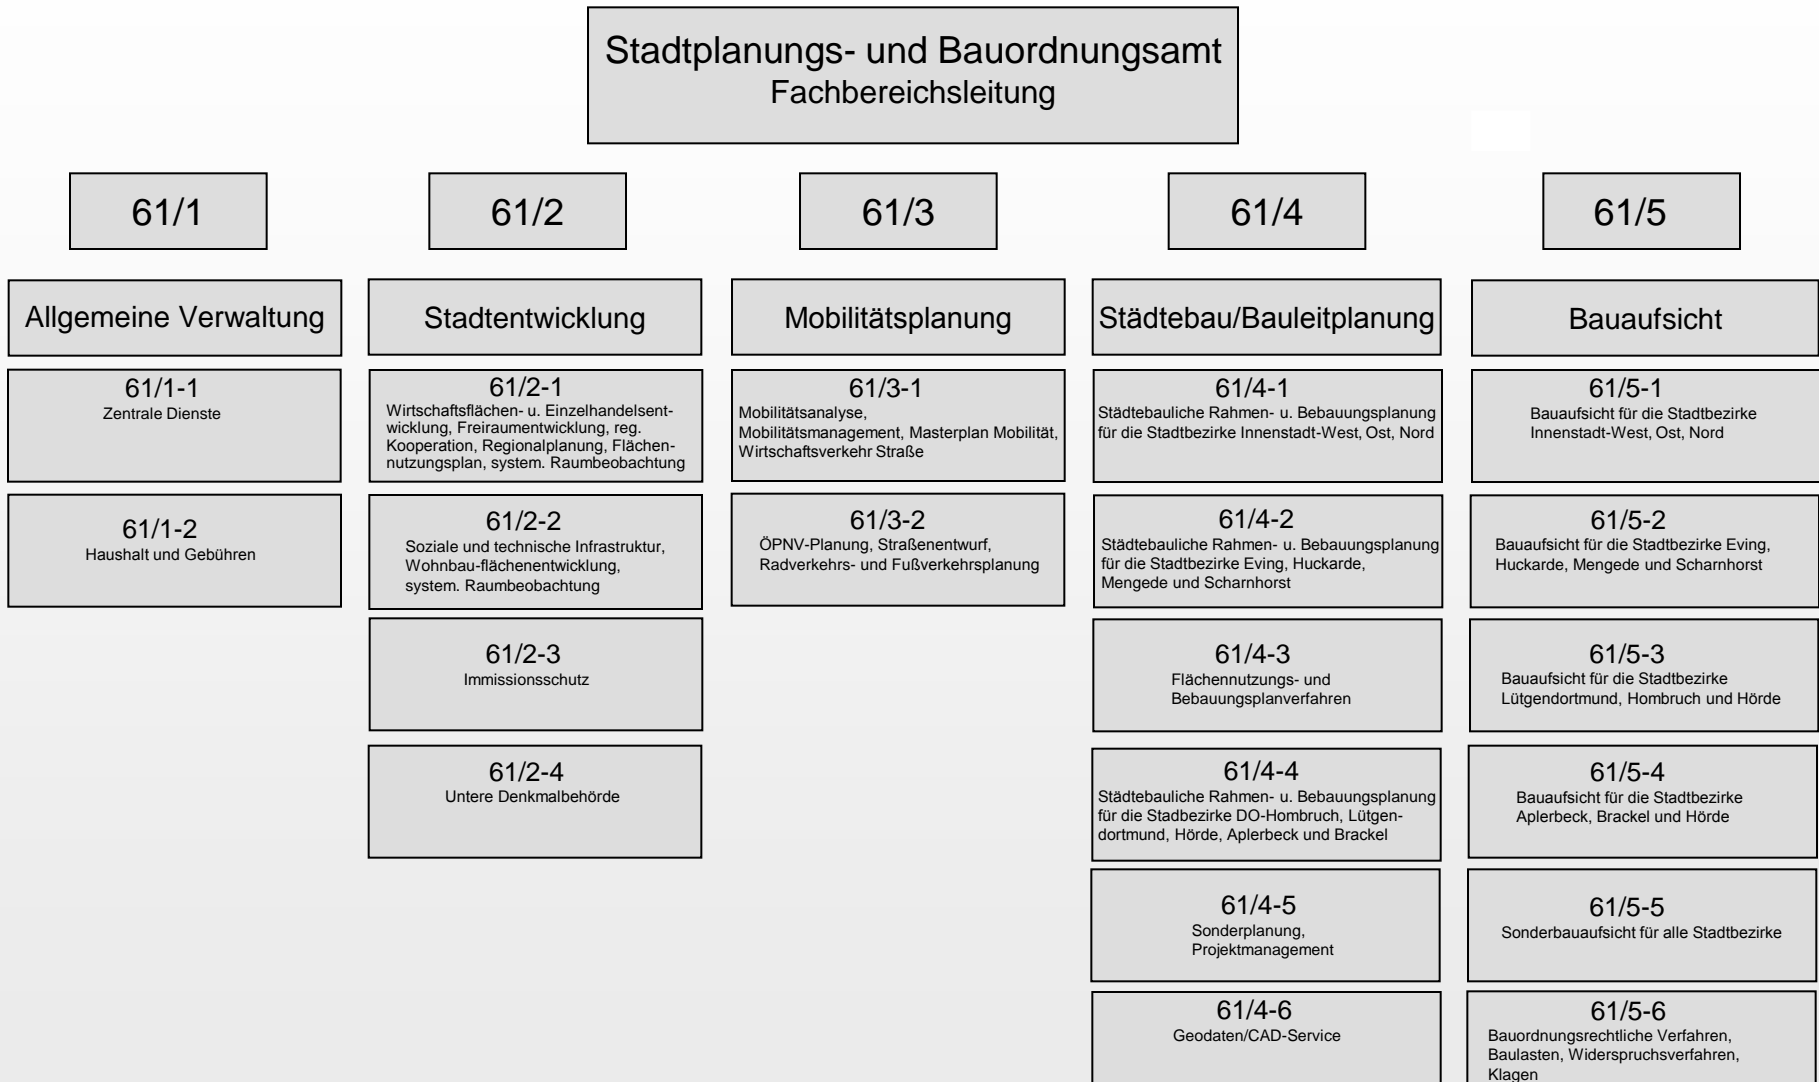 Stadtplanungs- und Bauordnungsamt
Fachbereichsleitung
61/1
61/2
61/3
61/4
61/5
Allgemeine Verwaltung
Stadtentwicklung
Mobilitätsplanung
Städtebau/Bauleitplanung
Bauaufsicht
61/1-1
Zentrale Dienste
61/1-2
Haushalt und Gebühren
61/2-1
Wirtschaftsflächen- u. Einzelhandelsent-
wicklung, Freiraumentwicklung, reg.
Kooperation, Regionalplanung, Flächen-
nutzungsplan, system. Raumbeobachtung
61/2-2
Soziale und technische Infrastruktur,
Wohnbau-flächenentwicklung,
system. Raumbeobachtung
61/2-3
Immissionsschutz
61/2-4
Untere Denkmalbehörde
61/3-1
Mobilitätsanalyse,
Mobilitätsmanagement, Masterplan Mobilität,
Wirtschaftsverkehr Straße
61/3-2
ÖPNV-Planung, Straßenentwurf,
Radverkehrs- und Fußverkehrsplanung
61/4-1
Städtebauliche Rahmen- u. Bebauungsplanung
für die Stadtbezirke Innenstadt-West, Ost, Nord
61/4-2
Städtebauliche Rahmen- u. Bebauungsplanung
für die Stadtbezirke Eving, Huckarde,
Mengede und Scharnhorst
61/4-3
Flächennutzungs- und
Bebauungsplanverfahren
61/4-4
Städtebauliche Rahmen- u. Bebauungsplanung
für die Stadbezirke DO-Hombruch, Lütgen-
dortmund, Hörde, Aplerbeck und Brackel
61/4-5
Sonderplanung,
Projektmanagement
61/4-6
Geodaten/CAD-Service
61/5-1
Bauaufsicht für die Stadtbezirke
Innenstadt-West, Ost, Nord
61/5-2
Bauaufsicht für die Stadtbezirke Eving,
Huckarde, Mengede und Scharnhorst
61/5-3
Bauaufsicht für die Stadtbezirke
Lütgendortmund, Hombruch und Hörde
61/5-4
Bauaufsicht für die Stadtbezirke
Aplerbeck, Brackel und Hörde
61/5-5
Sonderbauaufsicht für alle Stadtbezirke
61/5-6
Bauordnungsrechtliche Verfahren,
Baulasten, Widerspruchsverfahren,
Klagen